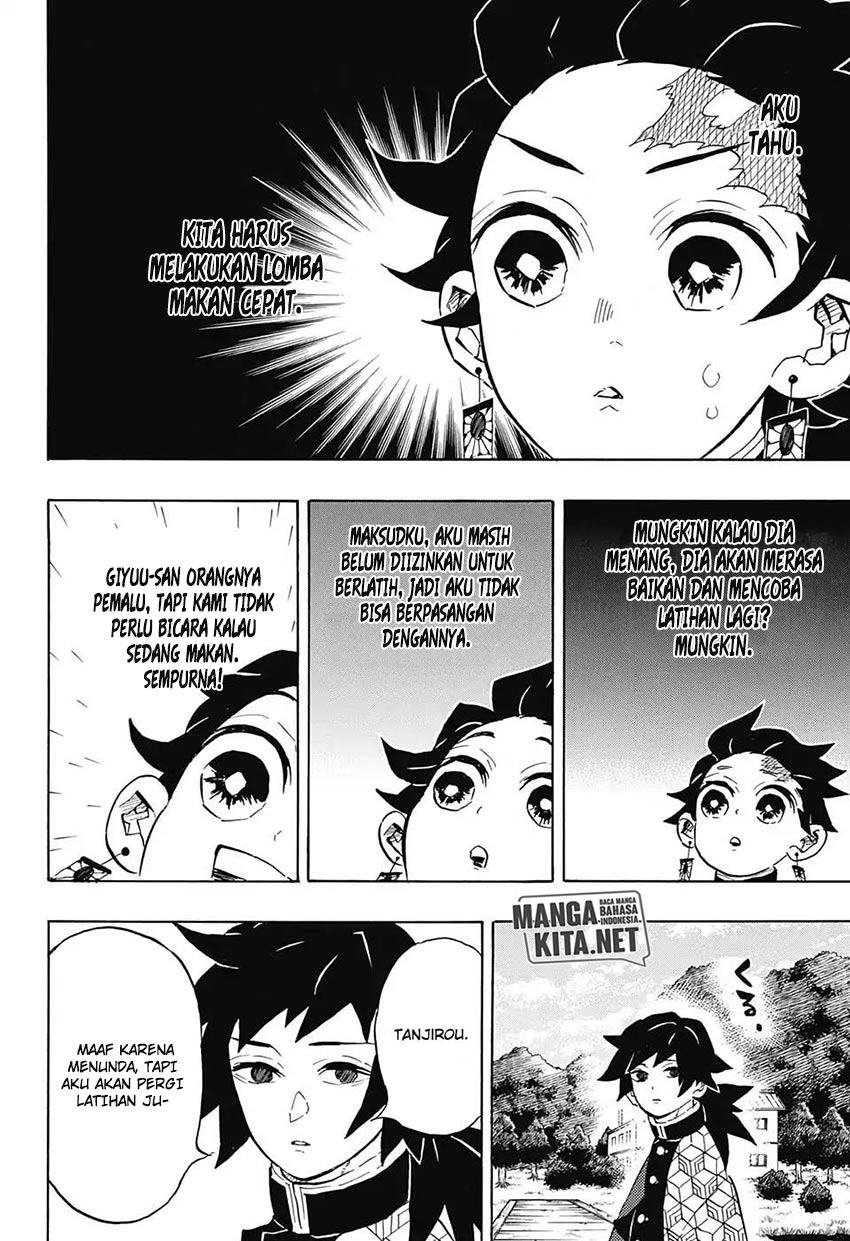 AKU
TAHU.
KITA HARUS
MELAKUKAN LOMBA
MAKAN CEPAT.
MUNGKIN KALAU DIA
MENANG, DIA AKAN MERASA
BAIKAN DAN MENCOBA
LATIHAN LAGI?
MUNGKIN.
MAKSUDKU, AKU MASIH
BELUM DIIZINKAN UNTUK
BERLATIH, JADI AKU TIDAK
BISA BERPASANGAN
DENGANNYA.
GIYUU-SAN ORANGNYA
PEMALU, TAPI KAMI TIDAK
PERLU BICARA KALAU
SEDANG MAKAN.
SEMPURNA!
MANGA
KITA.NET
BACA MANGA
BAHASA
INDONESIA.
くる。
TANJIROU.
MAAF KARENA
MENUNDA, TAPI
AKU AKAN PERGI
LATIHAN JU-